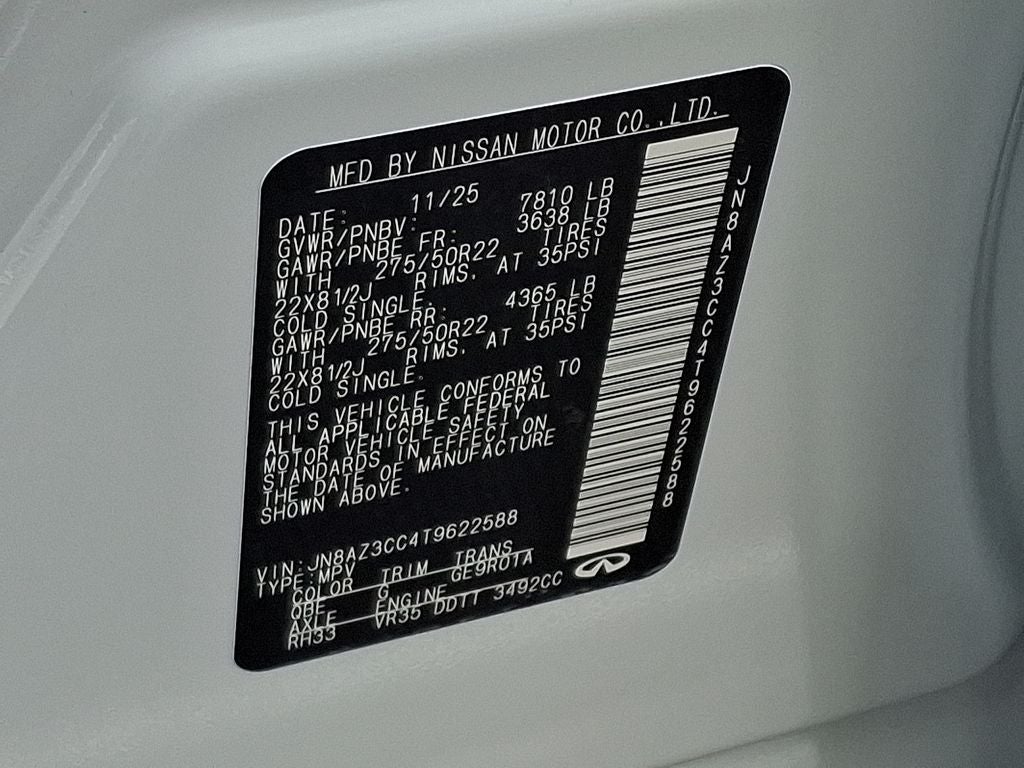 MFD BY NISSAN MOTOR CO.,LTD.
DATE: 11/25
GVWR/PNBV: 7810 LB
GAWR/PNBE FR: 3638 LB
WITH 275/50R22 TIRES
22X81/2J RIMS, AT 35PSI
COLD SINGLE.
GAWR/PNBE RR: 4365 LB
WITH 275/50R22 TIRES
22X81/2J RIMS, AT 35PSI
COLD SINGLE.
THIS VEHICLE CONFORMS TO
ALL APPLICABLE FEDERAL
MOTOR VEHICLE SAFETY
STANDARDS IN EFFECT ON
THE DATE OF MANUFACTURE
SHOWN ABOVE.
VIN:JN8AZ3CC4T9622588
TYPE:MPV
COLOR TRIM TRANS
QBE G GE9R01A
AXLE ENGINE
RH33 VR35 DDTT 3492CC
JN8AZ3CC4T9622588